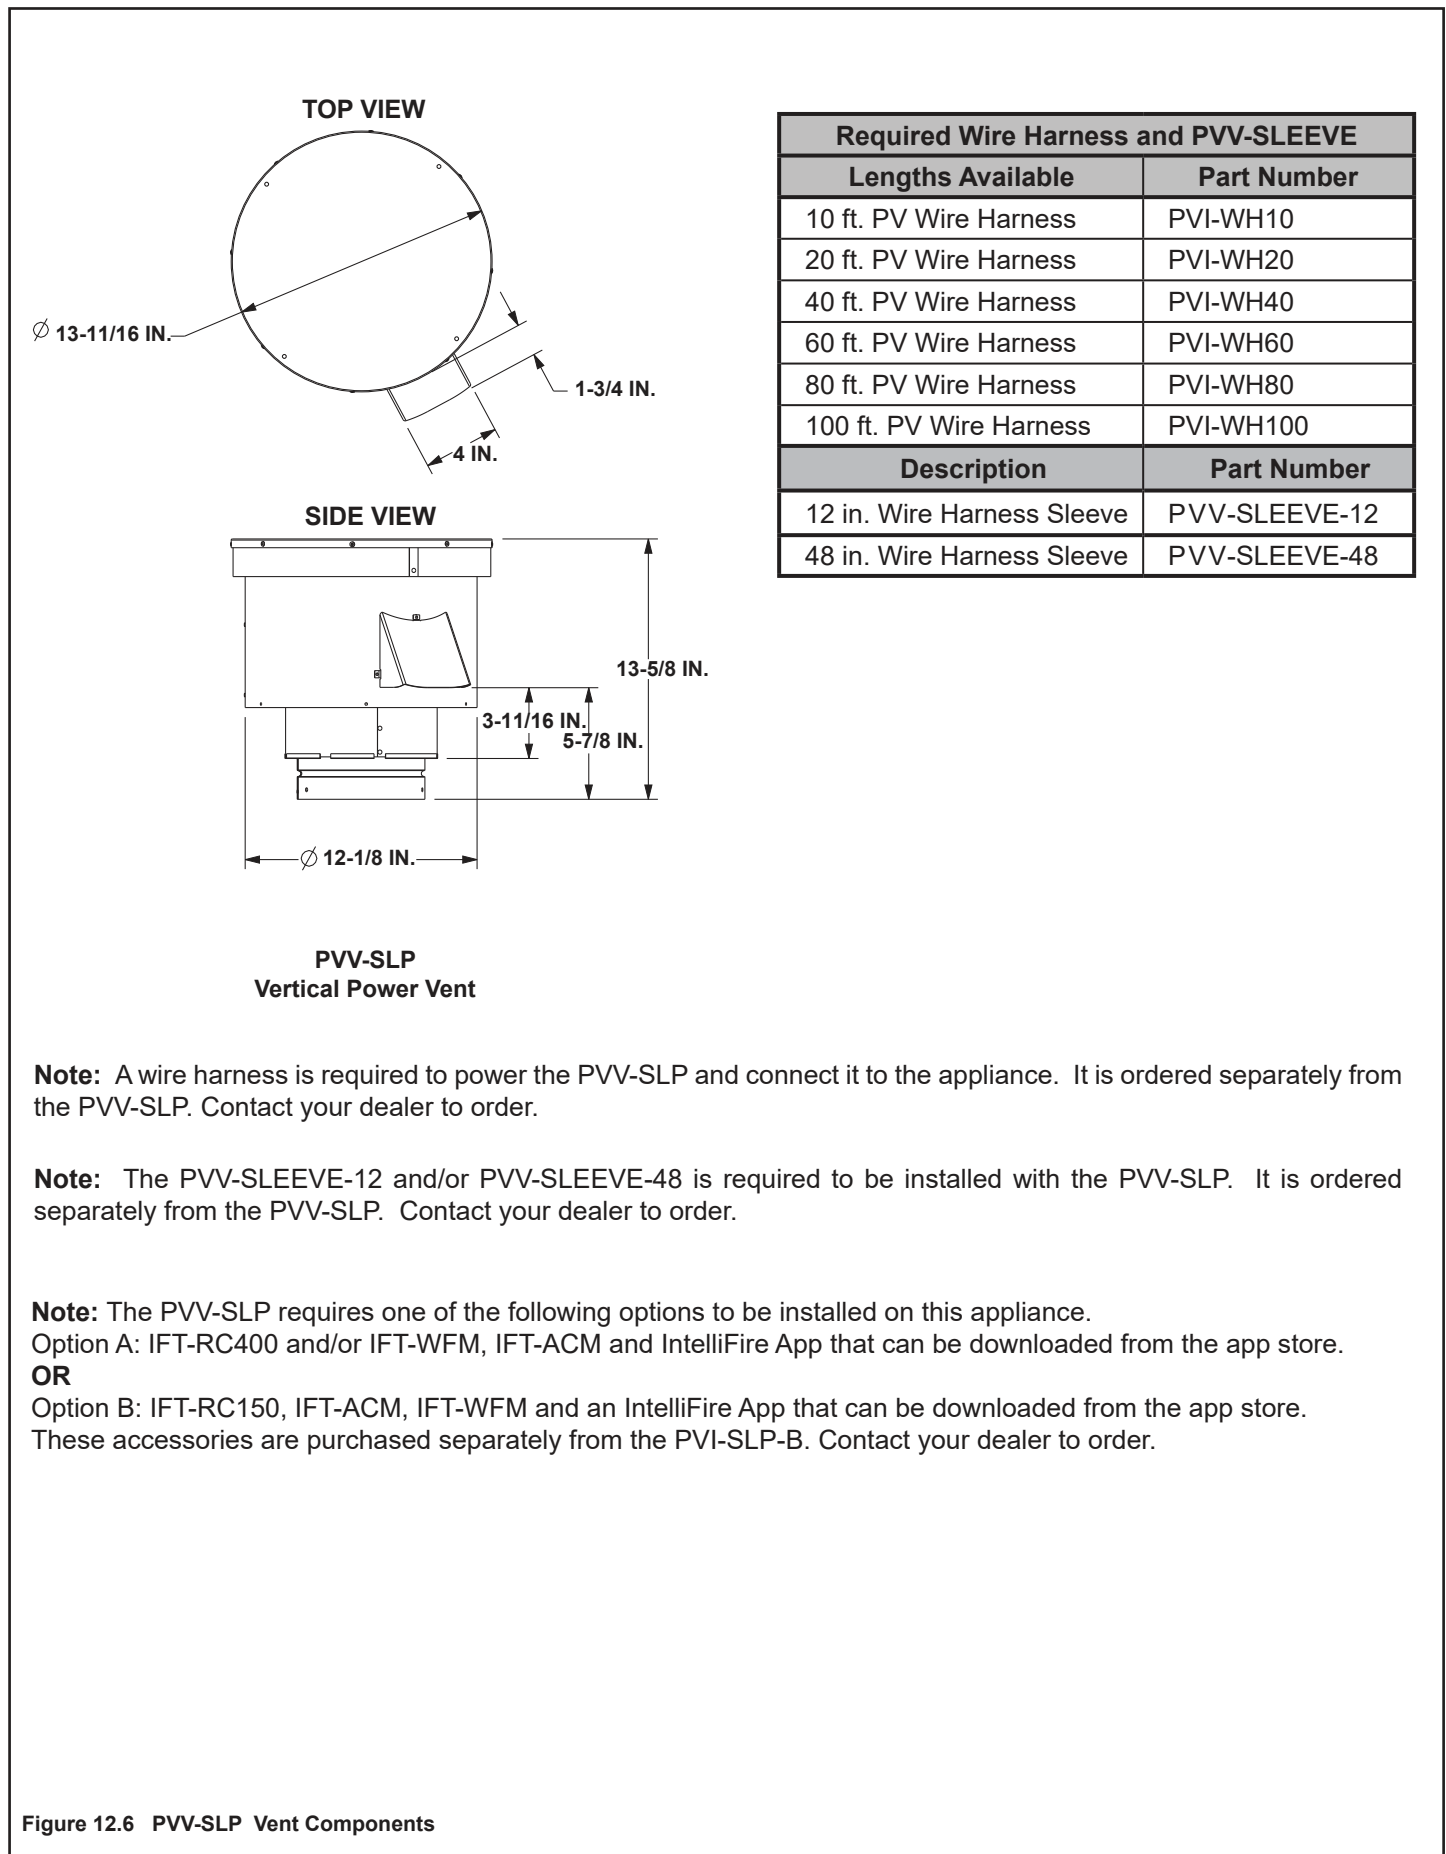 TOP VIEW
Ø 13-11/16 IN.
1-3/4 IN.
4 IN.
SIDE VIEW
13-5/8 IN.
3-11/16 IN.
5-7/8 IN.
Ø 12-1/8 IN.
PVV-SLP
Vertical Power Vent
Required Wire Harness and PVV-SLEEVE
Lengths Available Part Number
10 ft. PV Wire Harness PVI-WH10
20 ft. PV Wire Harness PVI-WH20
40 ft. PV Wire Harness PVI-WH40
60 ft. PV Wire Harness PVI-WH60
80 ft. PV Wire Harness PVI-WH80
100 ft. PV Wire Harness PVI-WH100
Description Part Number
12 in. Wire Harness Sleeve PVV-SLEEVE-12
48 in. Wire Harness Sleeve PVV-SLEEVE-48
Note: A wire harness is required to power the PVV-SLP and connect it to the appliance. It is ordered separately from
the PVV-SLP. Contact your dealer to order.
Note: The PVV-SLEEVE-12 and/or PVV-SLEEVE-48 is required to be installed with the PVV-SLP. It is ordered
separately from the PVV-SLP. Contact your dealer to order.
Note: The PVV-SLP requires one of the following options to be installed on this appliance.
Option A: IFT-RC400 and/or IFT-WFM, IFT-ACM and IntelliFire App that can be downloaded from the app store.
OR
Option B: IFT-RC150, IFT-ACM, IFT-WFM and an IntelliFire App that can be downloaded from the app store.
These accessories are purchased separately from the PVI-SLP-B. Contact your dealer to order.
Figure 12.6 PVV-SLP Vent Components